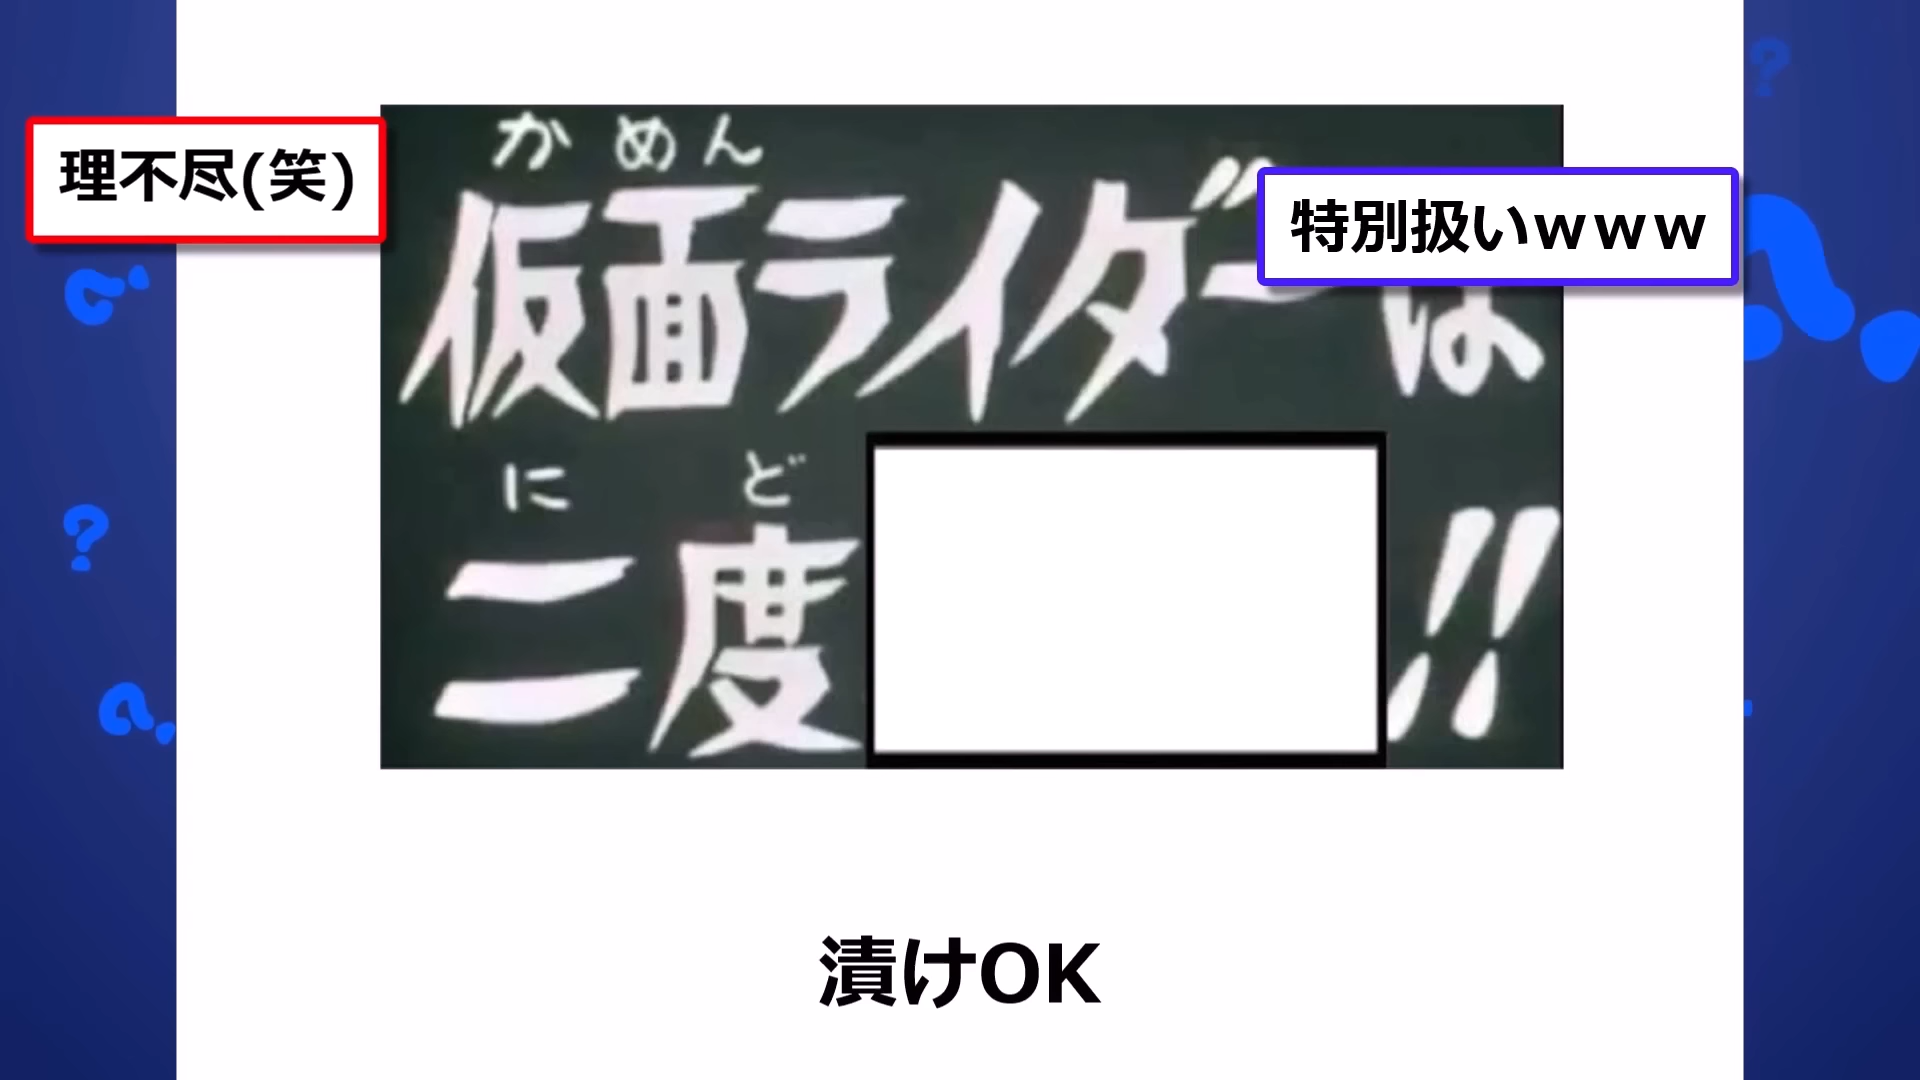 理不尽(笑)
特別扱いｗｗｗ
かめん
仮面ライダーは
にど
二度
!!
漬けOK